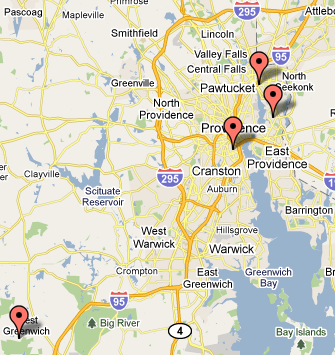 Pascoag
Primrose
Mapleville
295
Attlebo
Smithfield
Lincoln
Valley Falls
95
Central Falls
Greenville
Pawtucket
North
Seekonk
North
Providence
Providence
East
Providence
Clayville
295
Cranston
Auburn
Scituate
Reservoir
Barrington
West
Warwick
Hillsgrove
Warwick
Crompton
East
Greenwich
Greenwich
Bay
95
Big River
4
Greenwich
Bay Islands